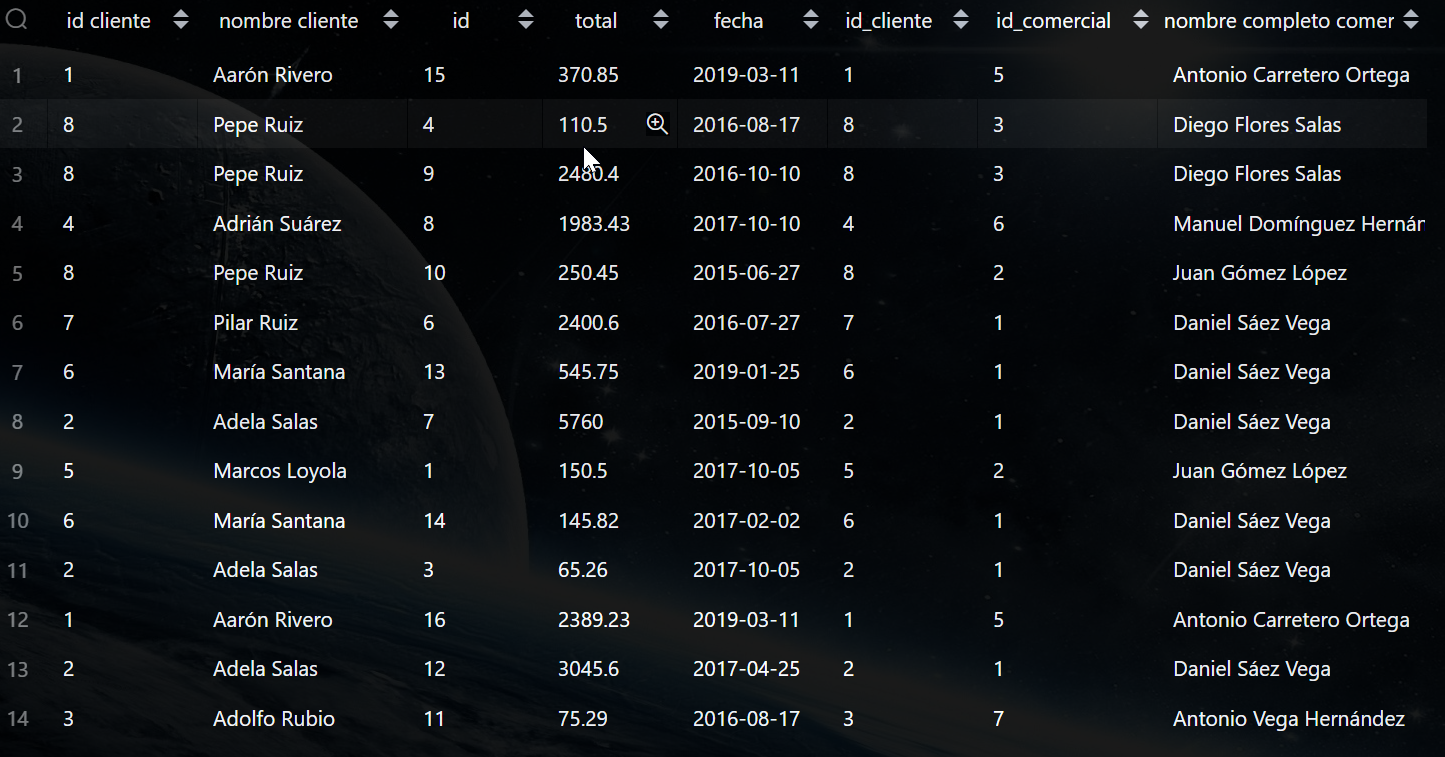 id cliente nombre cliente id total fecha id_cliente id_comercial nombre completo comer
1 1 Aarón Rivero 15 370.85 2019-03-11 1 5 Antonio Carretero Ortega
2 8 Pepe Ruiz 4 110.5 2016-08-17 8 3 Diego Flores Salas
3 8 Pepe Ruiz 9 2480.4 2016-10-10 8 3 Diego Flores Salas
4 4 Adrián Suárez 8 1983.43 2017-10-10 4 6 Manuel Domínguez Hernán
5 8 Pepe Ruiz 10 250.45 2015-06-27 8 2 Juan Gómez López
6 7 Pilar Ruiz 6 2400.6 2016-07-27 7 1 Daniel Sáez Vega
7 6 María Santana 13 545.75 2019-01-25 6 1 Daniel Sáez Vega
8 2 Adela Salas 7 5760 2015-09-10 2 1 Daniel Sáez Vega
9 5 Marcos Loyola 1 150.5 2017-10-05 5 2 Juan Gómez López
10 6 María Santana 14 145.82 2017-02-02 6 1 Daniel Sáez Vega
11 2 Adela Salas 3 65.26 2017-10-05 2 1 Daniel Sáez Vega
12 1 Aarón Rivero 16 2389.23 2019-03-11 1 5 Antonio Carretero Ortega
13 2 Adela Salas 12 3045.6 2017-04-25 2 1 Daniel Sáez Vega
14 3 Adolfo Rubio 11 75.29 2016-08-17 3 7 Antonio Vega Hernández